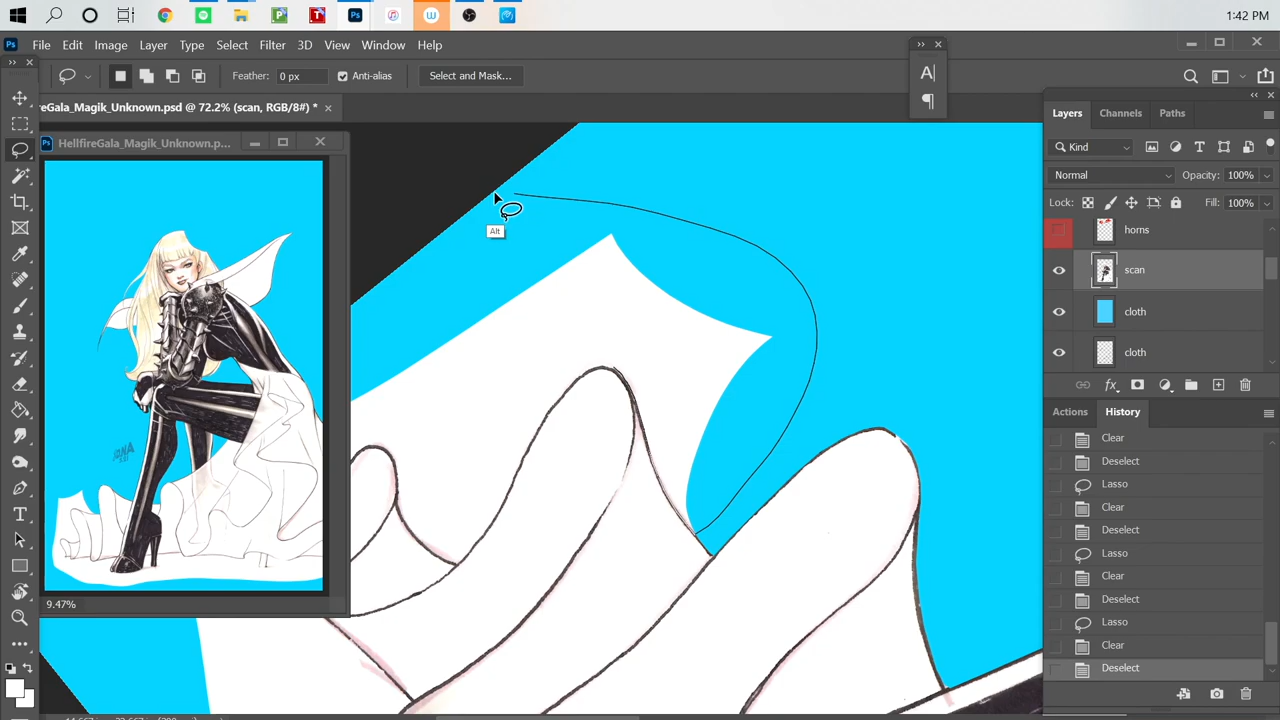 1:42 PM
Ps File Edit Image Layer Type Select Filter 3D View Window Help
Feather: 0 px Anti-alias Select and Mask...
reGala_Magik_Unknown.psd @ 72.2% (scan, RGB/8#) * ×
HellfireGala_Magik_Unknown.p...
Alt
9.47%
Layers Channels Paths
Kind
Normal Opacity: 100%
Lock: Fill: 100%
horns
scan
cloth
cloth
fx
Actions History
Clear
Deselect
Lasso
Clear
Deselect
Lasso
Clear
Deselect
Lasso
Clear
Deselect